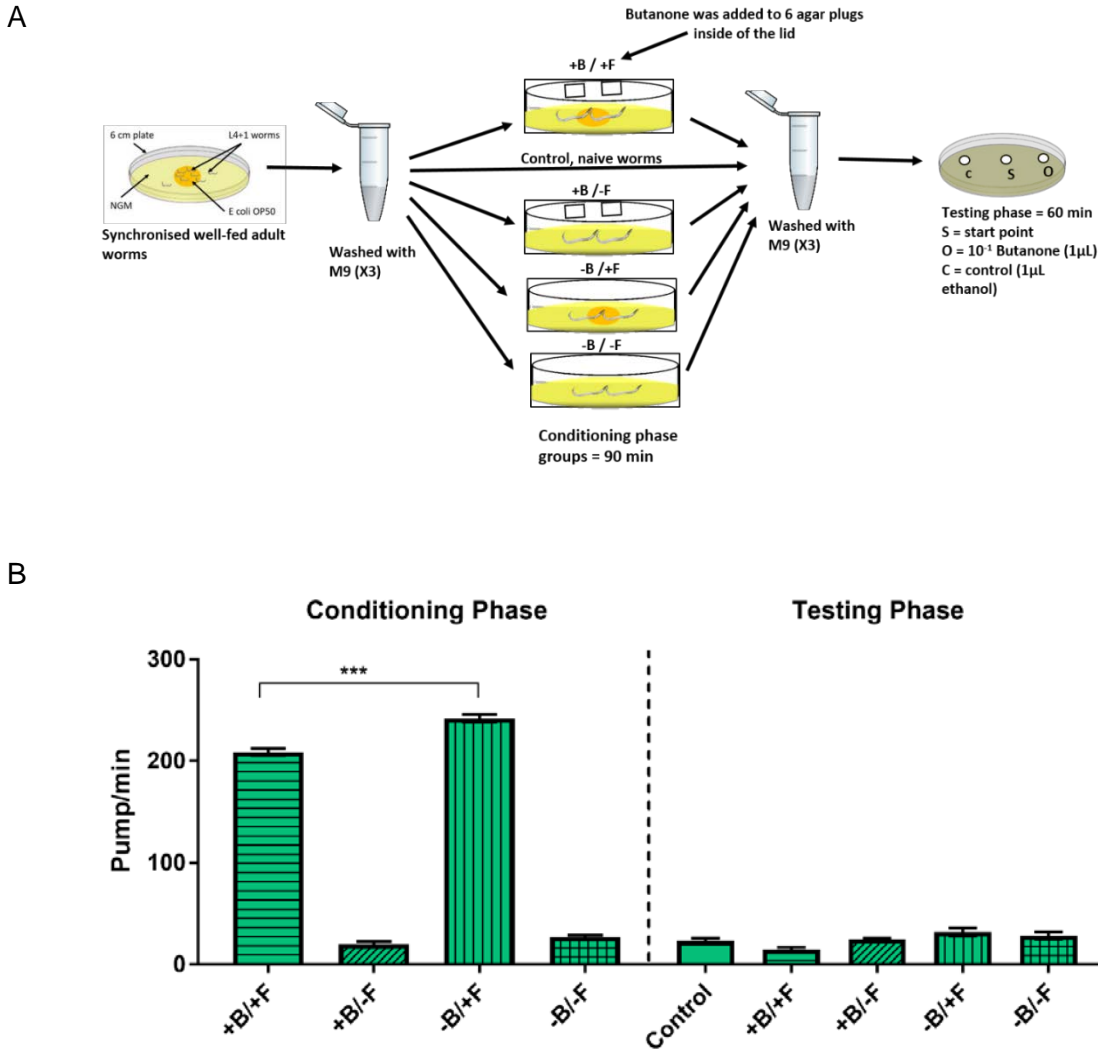 A
Butanone was added to 6 agar plugs
inside of the lid
+B / +F
6 cm plate
L4+1 worms
NGM
E coli OP50
Synchronised well-fed adult
worms
Washed with
M9 (X3)
Control, naive worms
+B / -F
-B / +F
-B / -F
Conditioning phase
groups = 90 min
Washed with
M9 (X3)
C
S
O
Testing phase = 60 min
S = start point
O = 10⁻¹ Butanone (1µL)
C = control (1µL
ethanol)
B
Conditioning Phase
Testing Phase
***
Pump/min
300
200
100
0
+B/+F
+B/-F
-B/+F
-B/-F
Control
+B/+F
+B/-F
-B/+F
-B/-F